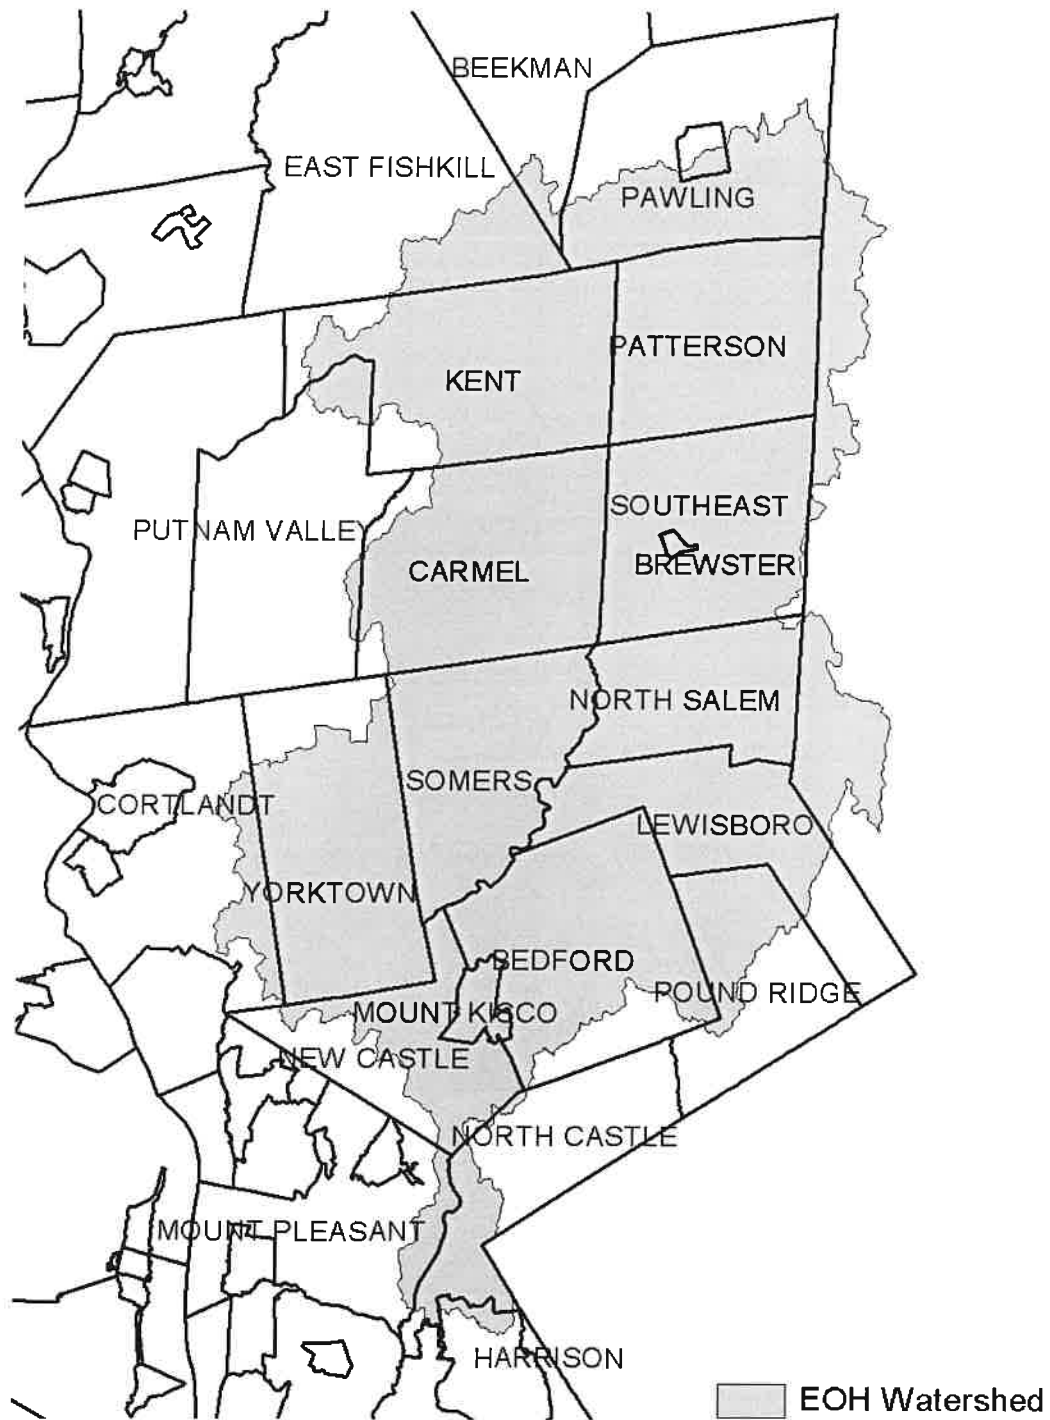 BEEKMAN
EAST FISHKILL
PAWLING
PATTERSON
KENT
SOUTHEAST
PUTNAM VALLEY
BREWSTER
CARMEL
NORTH SALEM
SOMERS
CORTLANDT
LEWISBORO
YORKTOWN
BEDFORD
POUND RIDGE
MOUNT KISCO
NEW CASTLE
NORTH CASTLE
MOUNT PLEASANT
HARRISON
EOH Watershed